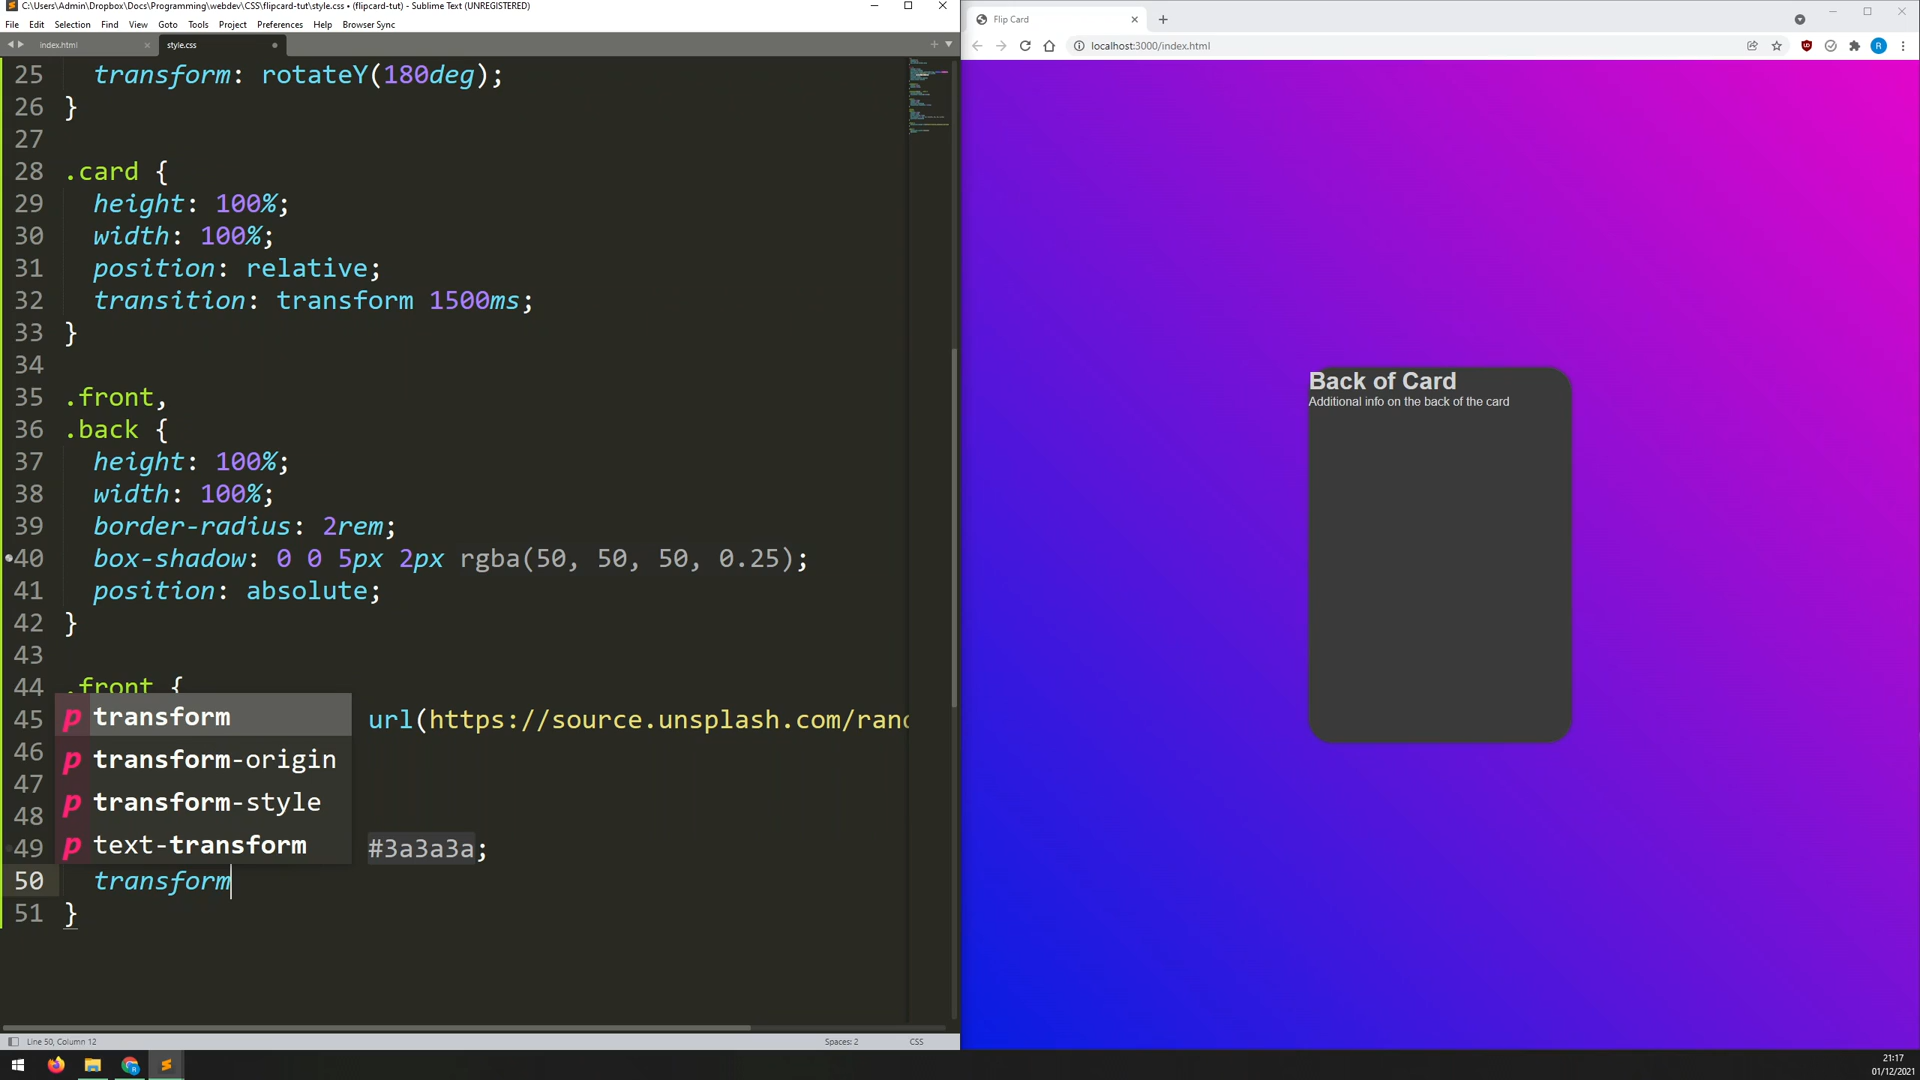 C:\Users\Admin\Dropbox\Docs\Programming\webdev\CSS\flipcard-tut\style.css • (flipcard-tut) - Sublime Text (UNREGISTERED)
File Edit Selection Find View Goto Tools Project Preferences Help Browser Sync
index.html style.css
25 transform: rotateY(180deg);
26 }
27
28 .card {
29 height: 100%;
30 width: 100%;
31 position: relative;
32 transition: transform 1500ms;
33 }
34
35 .front,
36 .back {
37 height: 100%;
38 width: 100%;
39 border-radius: 2rem;
40 box-shadow: 0 0 5px 2px rgba(50, 50, 50, 0.25);
41 position: absolute;
42 }
43
44 .front {
45 url(https://source.unsplash.com/rand
46
47
48
49 #3a3a3a;
50 transform
51 }
p transform
p transform-origin
p transform-style
p text-transform
Line 50, Column 12
Spaces: 2
CSS
Flip Card
localhost:3000/index.html
R
Back of Card
Additional info on the back of the card
21:17
01/12/2021